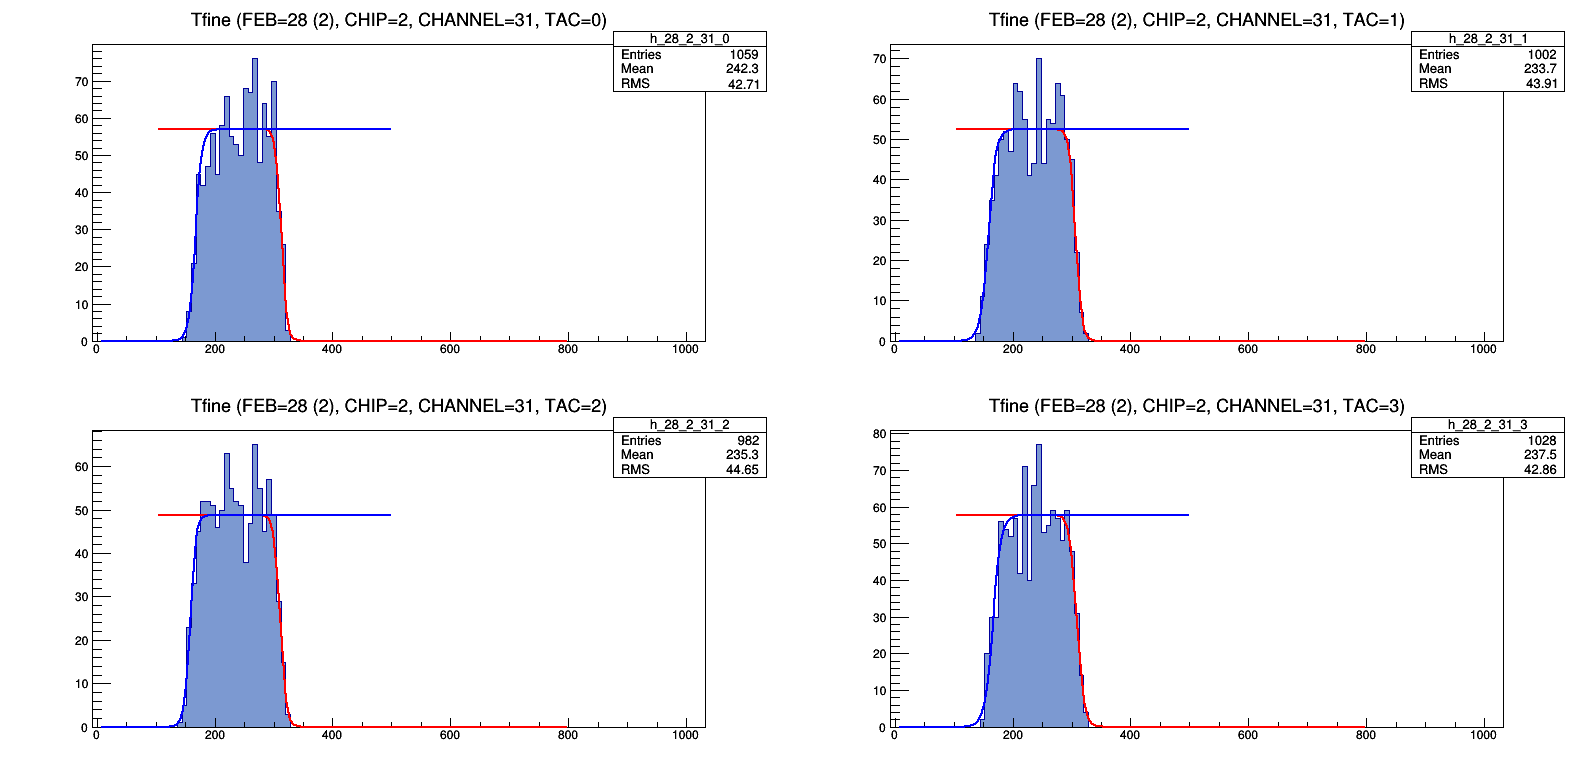 Tfine (FEB=28 (2), CHIP=2, CHANNEL=31, TAC=0)
h_28_2_31_0
Entries 1059
Mean 242.3
RMS 42.71
70
60
50
40
30
20
10
0
0 200 400 600 800 1000
Tfine (FEB=28 (2), CHIP=2, CHANNEL=31, TAC=1)
h_28_2_31_1
Entries 1002
Mean 233.7
RMS 43.91
70
60
50
40
30
20
10
0
0 200 400 600 800 1000
Tfine (FEB=28 (2), CHIP=2, CHANNEL=31, TAC=2)
h_28_2_31_2
Entries 982
Mean 235.3
RMS 44.65
60
50
40
30
20
10
0
0 200 400 600 800 1000
Tfine (FEB=28 (2), CHIP=2, CHANNEL=31, TAC=3)
h_28_2_31_3
Entries 1028
Mean 237.5
RMS 42.86
80
70
60
50
40
30
20
10
0
0 200 400 600 800 1000